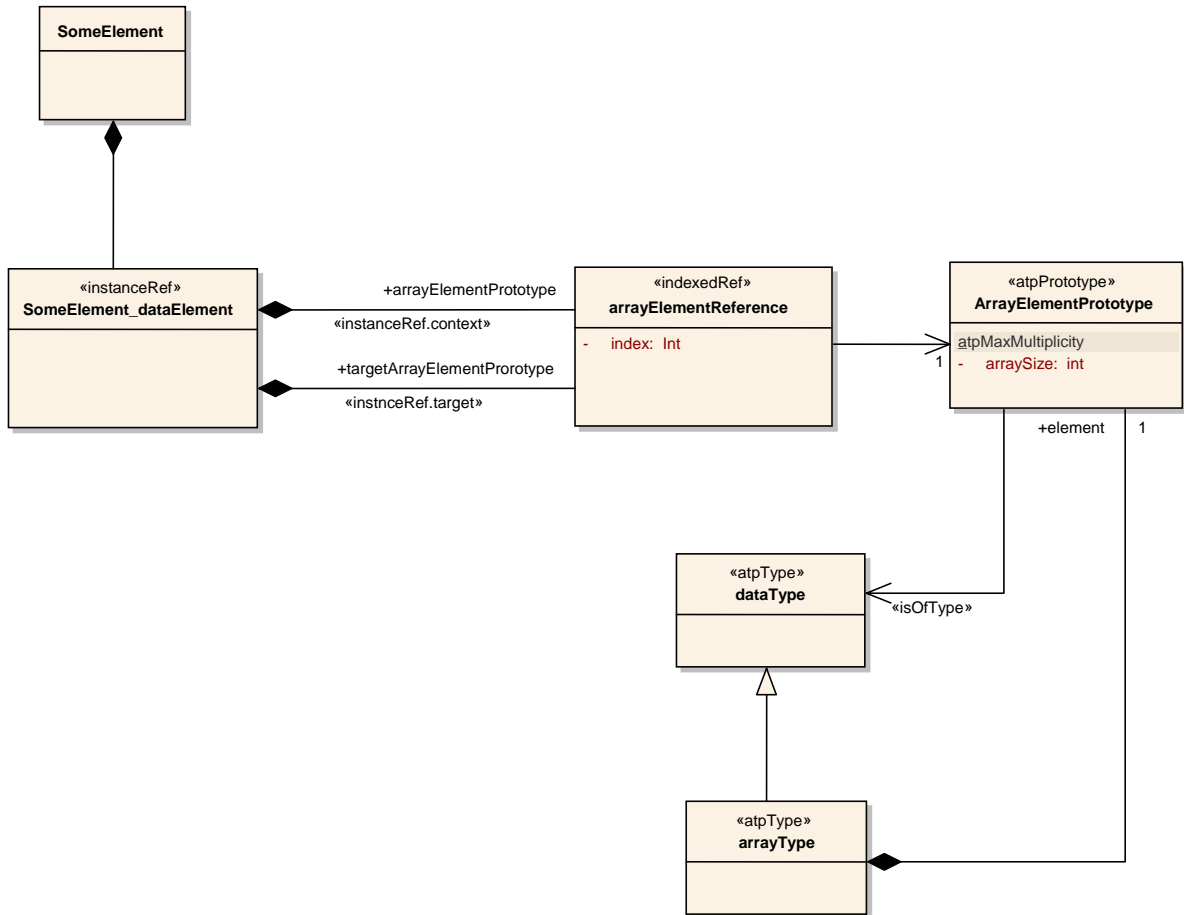 SomeElement
«instanceRef»
SomeElement_dataElement
+arrayElementPrototype
«instanceRef.context»
+targetArrayElementProrotype
«instnceRef.target»
«indexedRef»
arrayElementReference
- index: Int
1
«atpPrototype»
ArrayElementPrototype
atpMaxMultiplicity
- arraySize: int
+element 1
«atpType»
dataType
«isOfType»
«atpType»
arrayType